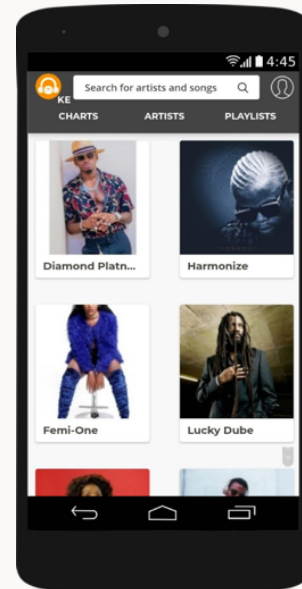 4:45
Search for artists and songs
KE
CHARTS ARTISTS PLAYLISTS
Diamond Platn... Harmonize
Femi-One Lucky Dube